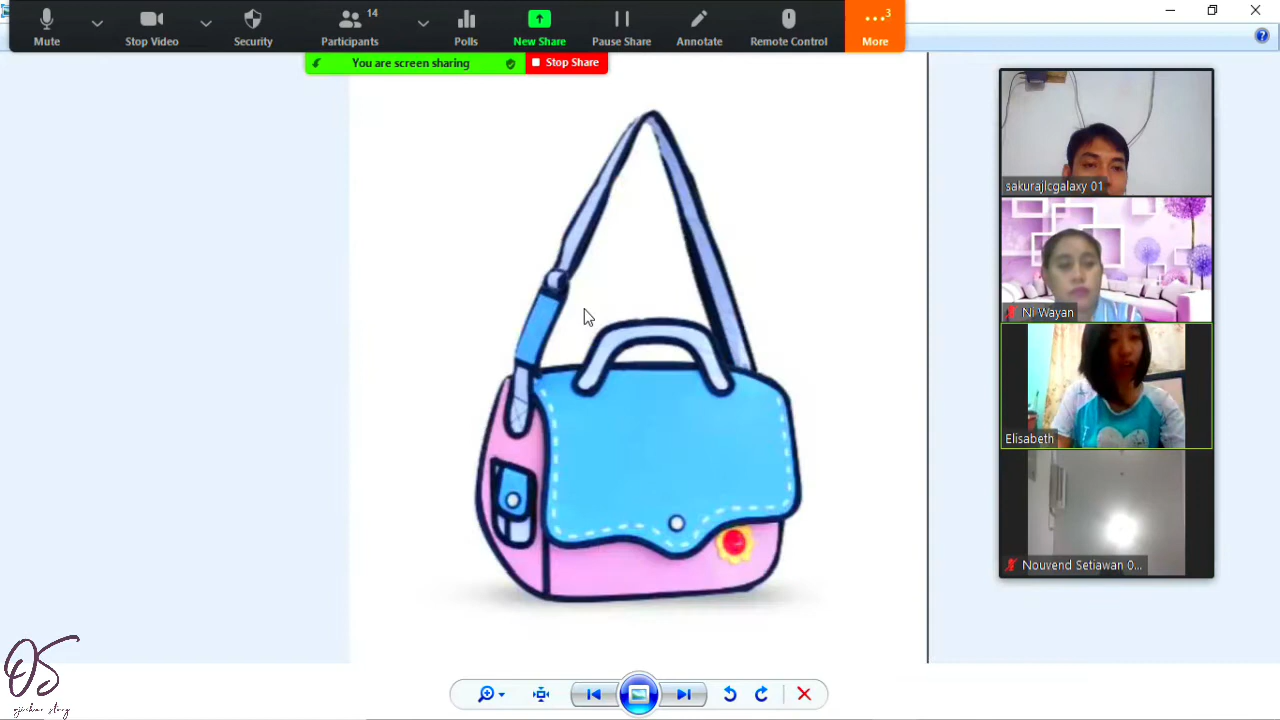 14
3
Mute
Stop Video
Security
Participants
Polls
New Share
Pause Share
Annotate
Remote Control
More
You are screen sharing
Stop Share
sakurajlcgalaxy 01
Ni Wayan
Elisabeth
Nouvend Setiawan 0...
OS